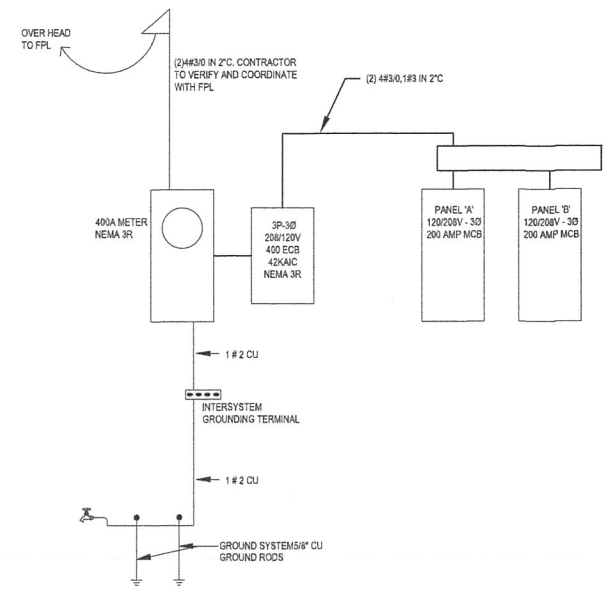 OVER HEAD
TO FPL
(2)4#3/0 IN 2"C. CONTRACTOR
TO VERIFY AND COORDINATE
WITH FPL
(2) 4#3/0,1#3 IN 2"C
400A METER
NEMA 3R
3P-3Ø
208/120V
400 ECB
42KAIC
NEMA 3R
PANEL 'A'
120/208V - 3Ø
200 AMP MCB
PANEL 'B'
120/208V - 3Ø
200 AMP MCB
1 # 2 CU
INTERSYSTEM
GROUNDING TERMINAL
1 # 2 CU
GROUND SYSTEM5/8" CU
GROUND RODS